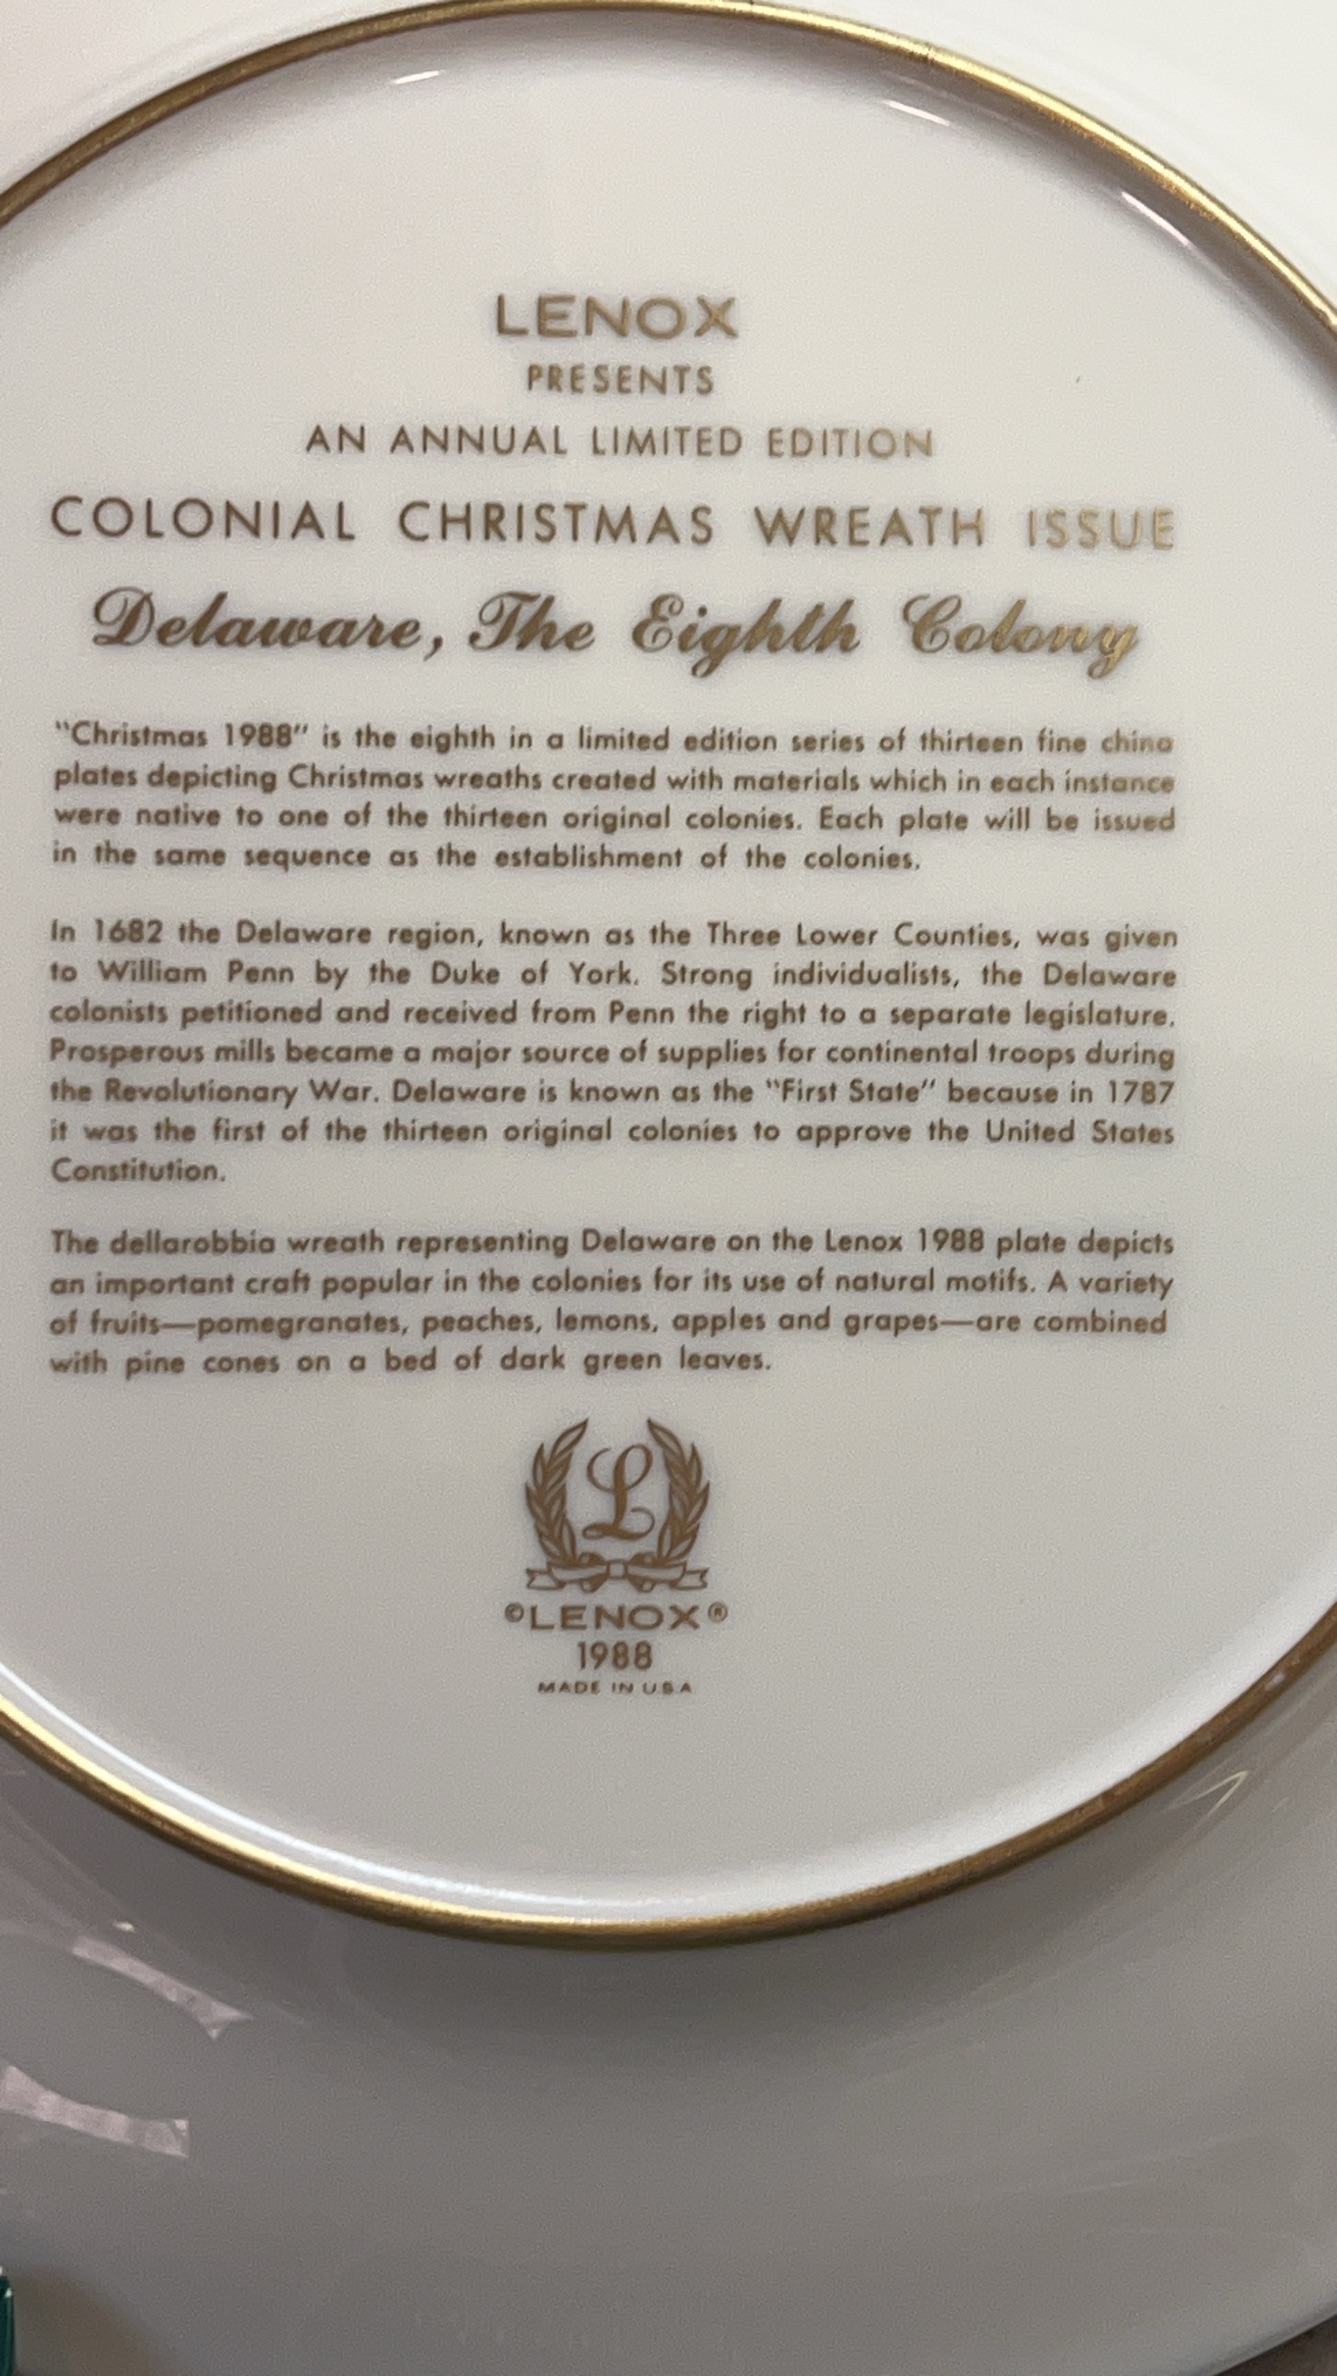 LENOX
PRESENTS
AN ANNUAL LIMITED EDITION
COLONIAL CHRISTMAS WREATH ISSUE
Delaware, The Eighth Colony
"Christmas 1988" is the eighth in a limited edition series of thirteen fine china
plates depicting Christmas wreaths created with materials which in each instance
were native to one of the thirteen original colonies. Each plate will be issued
in the same sequence as the establishment of the colonies.
In 1682 the Delaware region, known as the Three Lower Counties, was given
to William Penn by the Duke of York. Strong individualists, the Delaware
colonists petitioned and received from Penn the right to a separate legislature.
Prosperous mills became a major source of supplies for continental troops during
the Revolutionary War. Delaware is known as the "First State" because in 1787
it was the first of the thirteen original colonies to approve the United States
Constitution.
The dellarobbia wreath representing Delaware on the Lenox 1988 plate depicts
an important craft popular in the colonies for its use of natural motifs. A variety
of fruits—pomegranates, peaches, lemons, apples and grapes—are combined
with pine cones on a bed of dark green leaves.
L
©LENOX®
1988
MADE IN USA